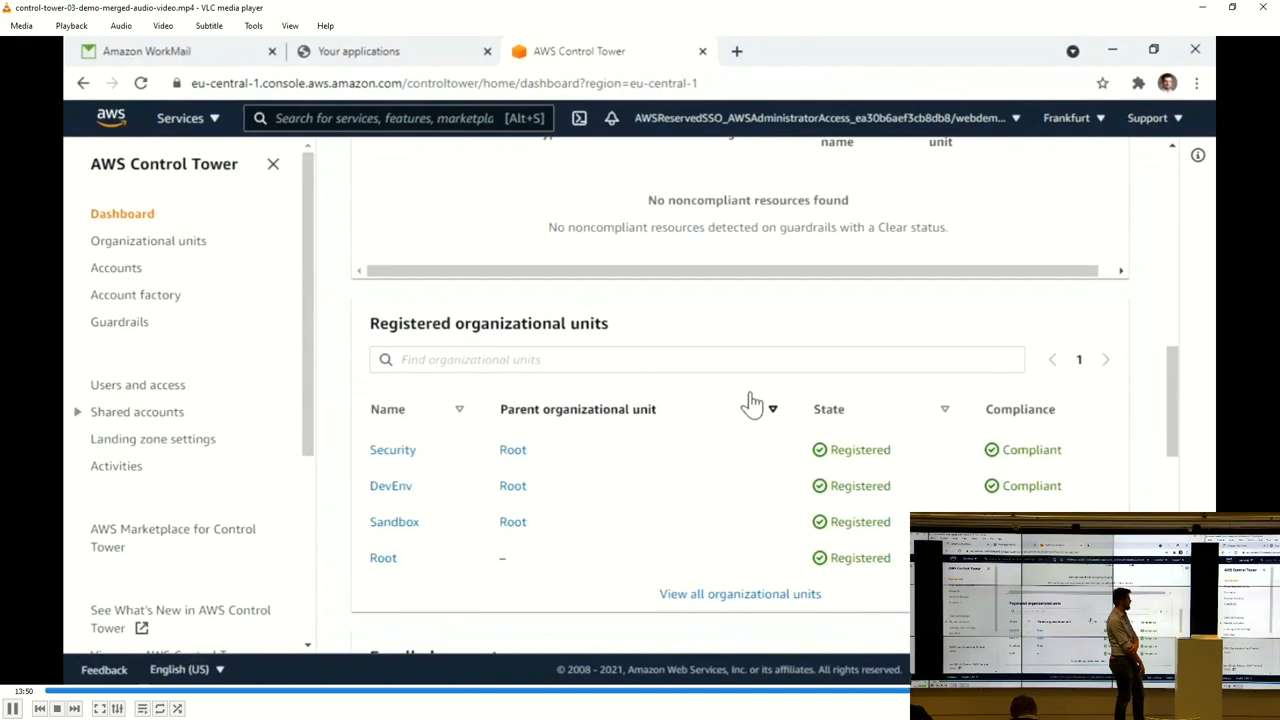 control-tower-03-demo-merged-audio-video.mp4 - VLC media player
Media Playback Audio Video Subtitle Tools View Help
Amazon WorkMail
Your applications
AWS Control Tower
eu-central-1.console.aws.amazon.com/controltower/home/dashboard?region=eu-central-1
aws Services Search for services, features, marketpla [Alt+S] AWSReservedSSO_AWSAdministratorAccess_ea30b6aef3cb8db8/webdem... Frankfurt Support
AWS Control Tower
Dashboard
Organizational units
Accounts
Account factory
Guardrails
Users and access
Shared accounts
Landing zone settings
Activities
AWS Marketplace for Control
Tower
See What's New in AWS Control
Tower
name unit
No noncompliant resources found
No noncompliant resources detected on guardrails with a Clear status.
Registered organizational units
Find organizational units
1
Name Parent organizational unit State Compliance
Security Root Registered Compliant
DevEnv Root Registered Compliant
Sandbox Root Registered
Root – Registered
View all organizational units
Feedback English (US) © 2008 - 2021, Amazon Web Services, Inc. or its affiliates. All rights reserved.
13:50